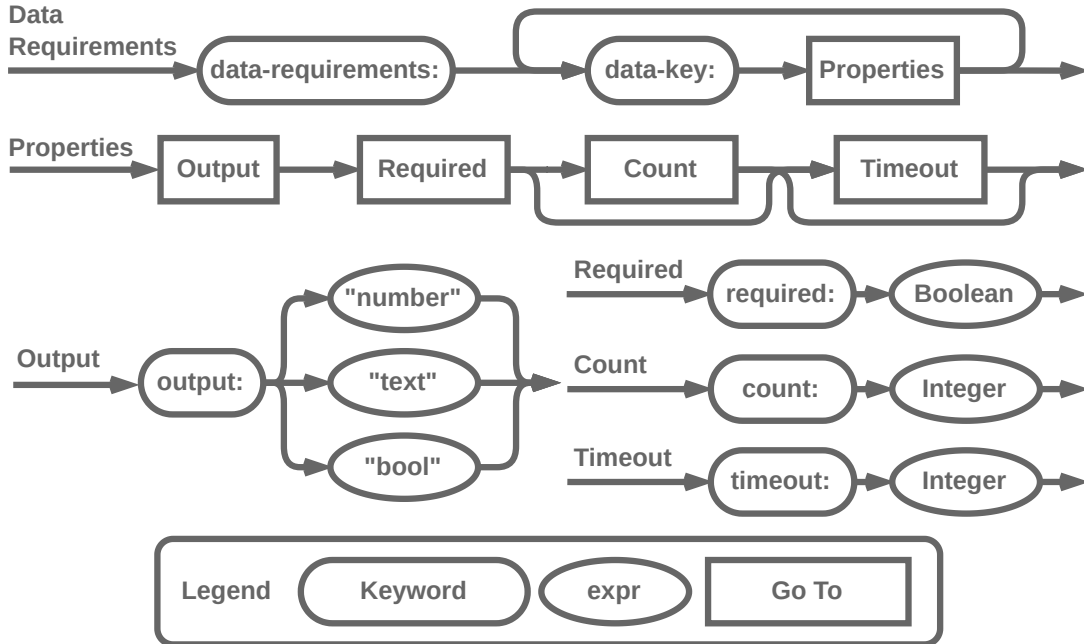 Data
Requirements
data-requirements:
data-key:
Properties
Properties
Output
Required
Count
Timeout
Output
output:
"number"
"text"
"bool"
Required
required:
Boolean
Count
count:
Integer
Timeout
timeout:
Integer
Legend
Keyword
expr
Go To